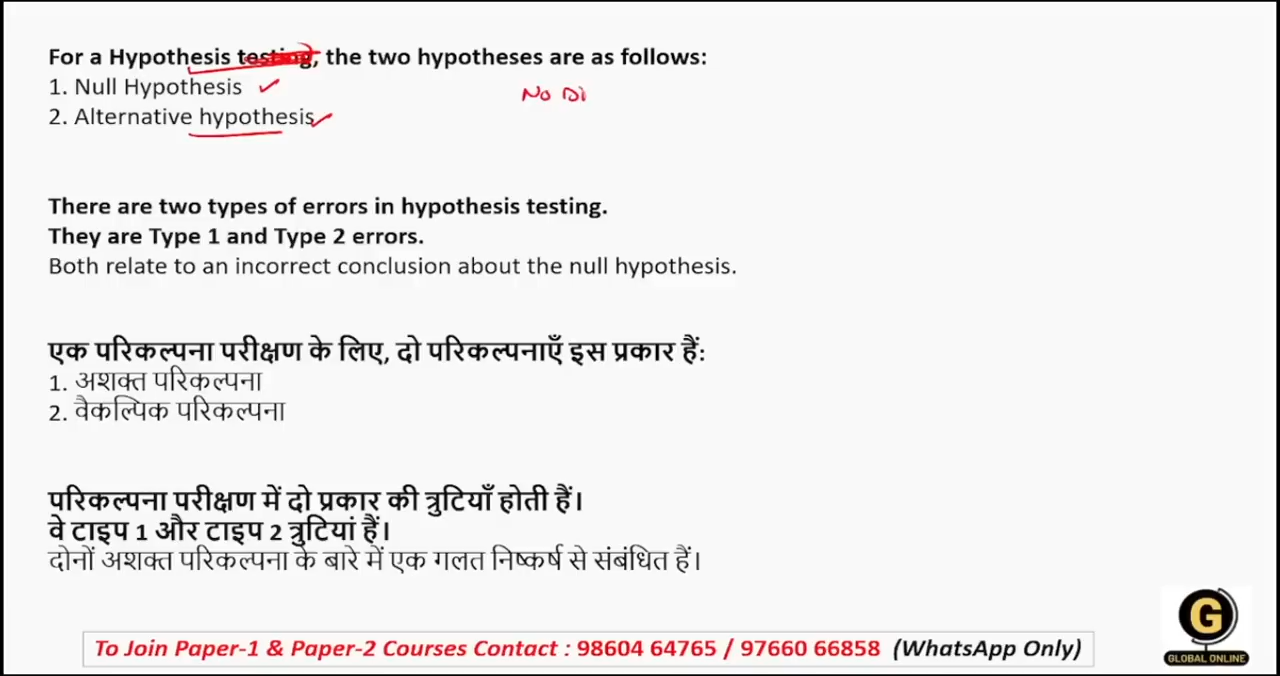 For a Hypothesis testing, the two hypotheses are as follows:
1. Null Hypothesis
No Di
2. Alternative hypothesis
There are two types of errors in hypothesis testing.
They are Type 1 and Type 2 errors.
Both relate to an incorrect conclusion about the null hypothesis.
एक परिकल्पना परीक्षण के लिए, दो परिकल्पनाएँ इस प्रकार हैं:
1. अशक्त परिकल्पना
2. वैकल्पिक परिकल्पना
परिकल्पना परीक्षण में दो प्रकार की त्रुटियाँ होती हैं।
वे टाइप 1 और टाइप 2 त्रुटियां हैं।
दोनों अशक्त परिकल्पना के बारे में एक गलत निष्कर्ष से संबंधित हैं।
To Join Paper-1 & Paper-2 Courses Contact : 98604 64765 / 97660 66858 (WhatsApp Only)
G
GLOBAL ONLINE